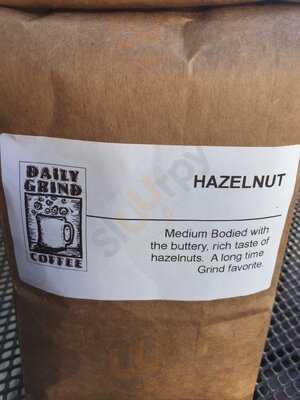 DAILY
GRIND
COFFEE
HAZELNUT
Medium Bodied with
the buttery, rich taste of
hazelnuts. A long time
Grind favorite.